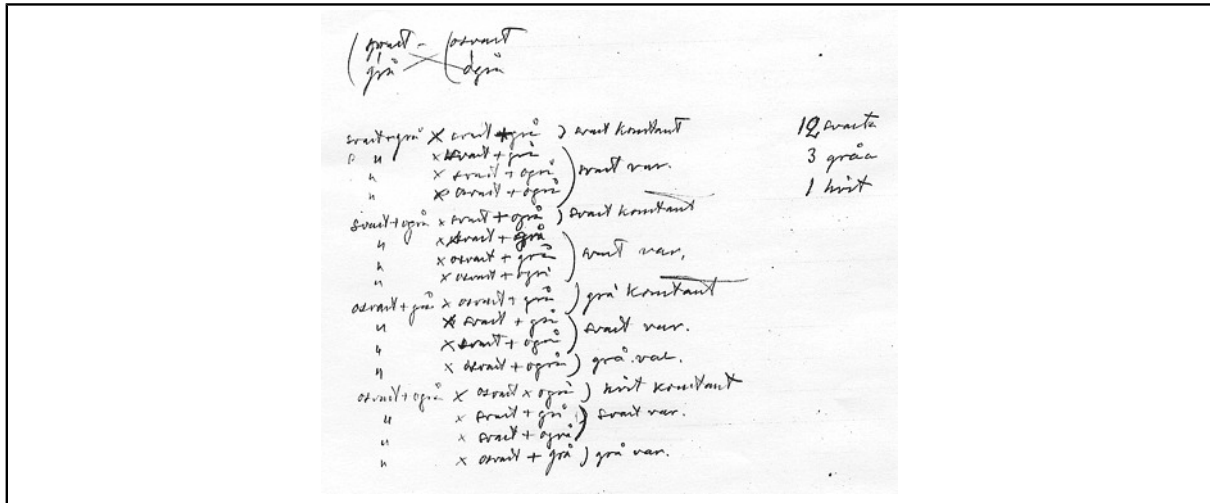 ( svart – ( osvart
( grå ( ogrå
svart+grå × svart + grå ) svart konstant 12 svarta
" " × svart + grå 3 gråa
" × svart + ogrå ) svart var.
" × osvart + ogrå 1 hvit
svart+ogrå × svart + ogrå ) svart konstant
" × svart + grå
" × osvart + grå ) svart var.
" × osvart + ogrå
osvart+grå × osvart + grå ) grå konstant
" × svart + grå ) svart var.
" × svart + ogrå
" × osvart + ogrå ) grå var.
osvart+ogrå × osvart × ogrå ) hvit konstant
" × svart + grå ) svart var.
" × svart + ogrå
" × osvart + grå ) grå var.